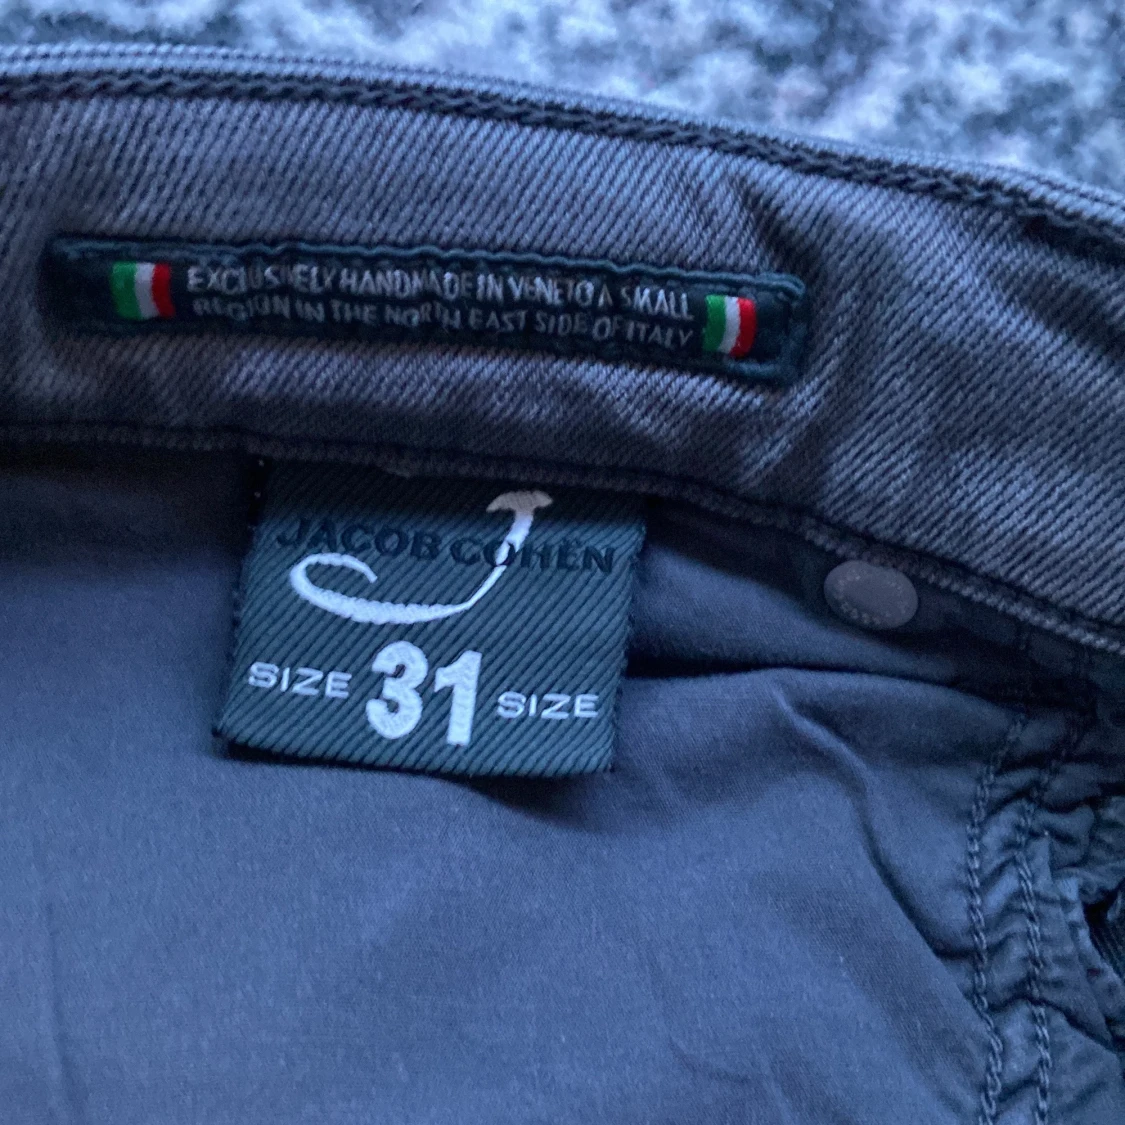 EXCLUSIVELY HANDMADE IN VENETO A SMALL
REGION IN THE NORTH EAST SIDE OF ITALY
JACOB COHËN
SIZE 31 SIZE